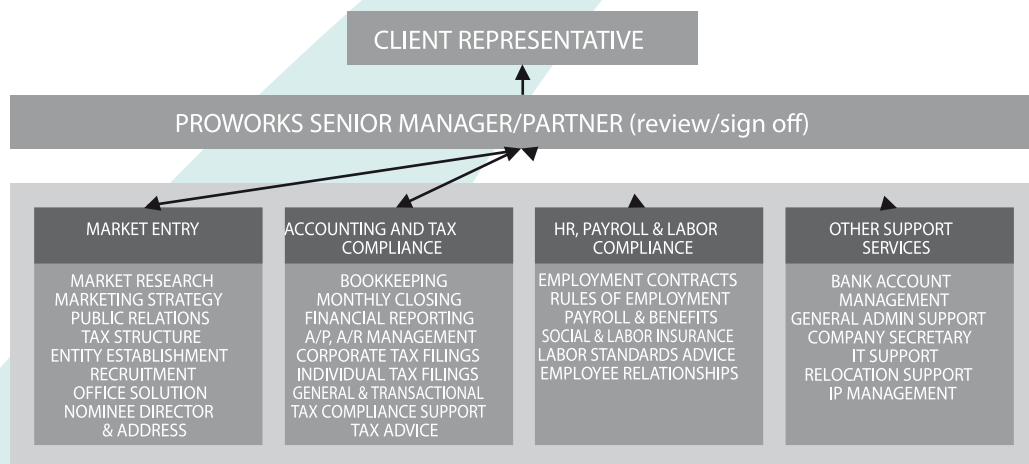 CLIENT REPRESENTATIVE
PROWORKS SENIOR MANAGER/PARTNER (review/sign off)
MARKET ENTRY
MARKET RESEARCH
MARKETING STRATEGY
PUBLIC RELATIONS
TAX STRUCTURE
ENTITY ESTABLISHMENT
RECRUITMENT
OFFICE SOLUTION
NOMINEE DIRECTOR
& ADDRESS
ACCOUNTING AND TAX
COMPLIANCE
BOOKKEEPING
MONTHLY CLOSING
FINANCIAL REPORTING
A/P, A/R MANAGEMENT
CORPORATE TAX FILINGS
INDIVIDUAL TAX FILINGS
GENERAL & TRANSACTIONAL
TAX COMPLIANCE SUPPORT
TAX ADVICE
HR, PAYROLL & LABOR
COMPLIANCE
EMPLOYMENT CONTRACTS
RULES OF EMPLOYMENT
PAYROLL & BENEFITS
SOCIAL & LABOR INSURANCE
LABOR STANDARDS ADVICE
EMPLOYEE RELATIONSHIPS
OTHER SUPPORT
SERVICES
BANK ACCOUNT
MANAGEMENT
GENERAL ADMIN SUPPORT
COMPANY SECRETARY
IT SUPPORT
RELOCATION SUPPORT
IP MANAGEMENT